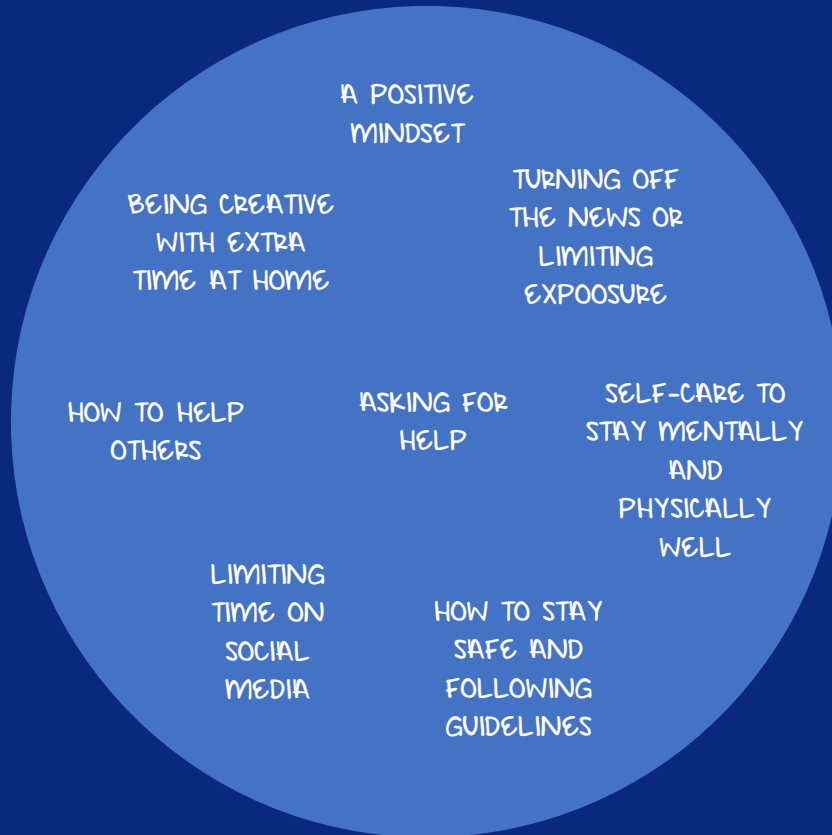 A POSITIVE
MINDSET
BEING CREATIVE
WITH EXTRA
TIME AT HOME
TURNING OFF
THE NEWS OR
LIMITING
EXPOOSURE
HOW TO HELP
OTHERS
ASKING FOR
HELP
SELF-CARE TO
STAY MENTALLY
AND
PHYSICALLY
WELL
LIMITING
TIME ON
SOCIAL
MEDIA
HOW TO STAY
SAFE AND
FOLLOWING
GUIDELINES